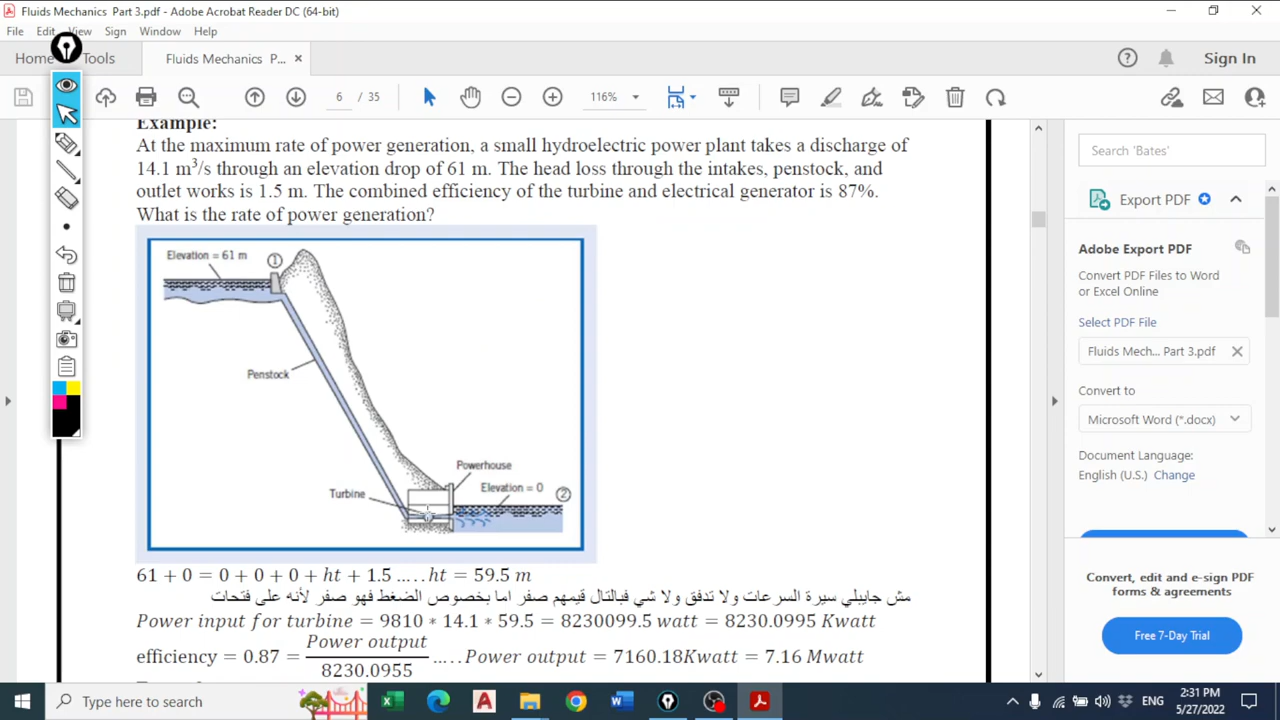 Fluids Mechanics Part 3.pdf - Adobe Acrobat Reader DC (64-bit)
File Edit View Sign Window Help
Home Tools Fluids Mechanics P... × Sign In
6 / 35 116%
Example:
At the maximum rate of power generation, a small hydroelectric power plant takes a discharge of
14.1 m³/s through an elevation drop of 61 m. The head loss through the intakes, penstock, and
outlet works is 1.5 m. The combined efficiency of the turbine and electrical generator is 87%.
What is the rate of power generation?
Elevation = 61 m ①
Penstock
Powerhouse
Turbine
Elevation = 0 ②
61 + 0 = 0 + 0 + 0 + ht + 1.5 ..... ht = 59.5 m
مش جايبلي سيرة السرعات ولا تدفق ولا شي فبالتال قيمهم صفر اما بخصوص الضغط فهو صفر لأنه على فتحات
Power input for turbine = 9810 * 14.1 * 59.5 = 8230099.5 watt = 8230.0995 Kwatt
efficiency = 0.87 = Power output / 8230.0955 ..... Power output = 7160.18Kwatt = 7.16 Mwatt
Search 'Bates'
Export PDF
Adobe Export PDF
Convert PDF Files to Word
or Excel Online
Select PDF File
Fluids Mech... Part 3.pdf ×
Convert to
Microsoft Word (*.docx)
Document Language:
English (U.S.) Change
Convert, edit and e-sign PDF
forms & agreements
Free 7-Day Trial
Type here to search
ENG
2:31 PM
5/27/2022